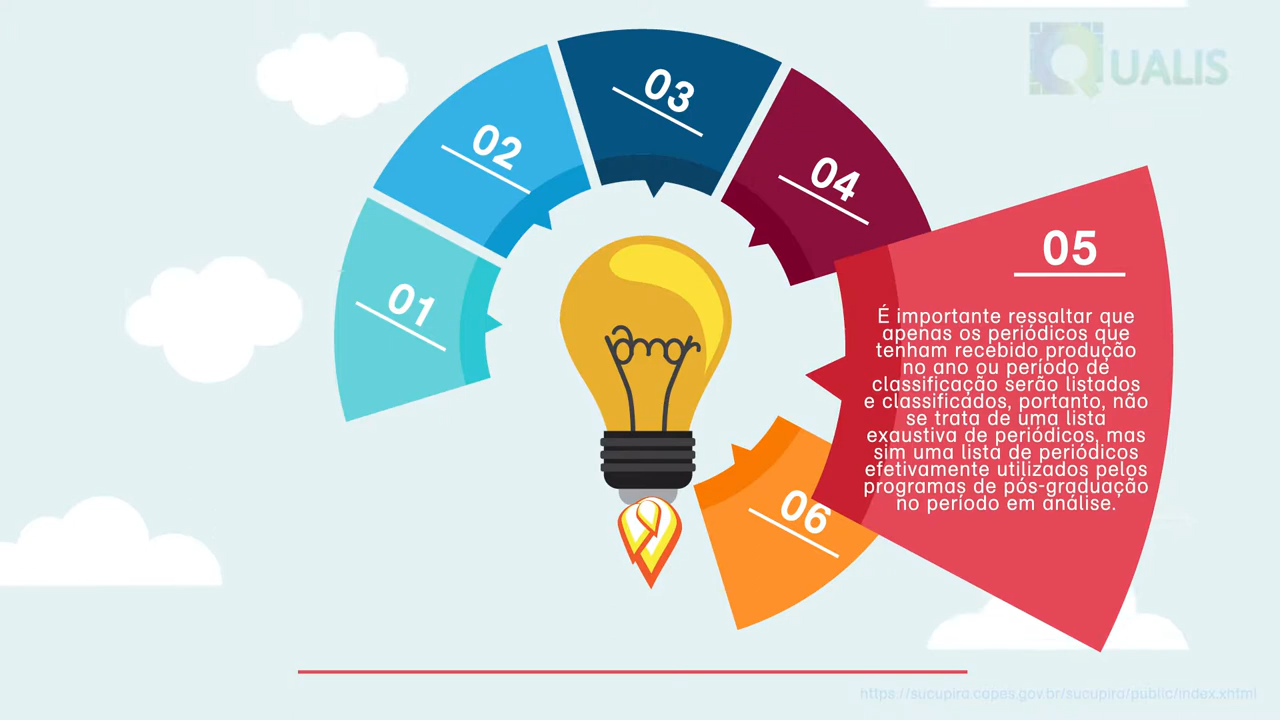 QUALIS
01
02
03
04
05
É importante ressaltar que
apenas os periódicos que
tenham recebido produção
no ano ou período de
classificação serão listados
e classificados, portanto, não
se trata de uma lista
exaustiva de periódicos, mas
sim uma lista de periódicos
efetivamente utilizados pelos
programas de pós-graduação
no período em análise.
06
https://sucupira.capes.gov.br/sucupira/public/index.xhtml